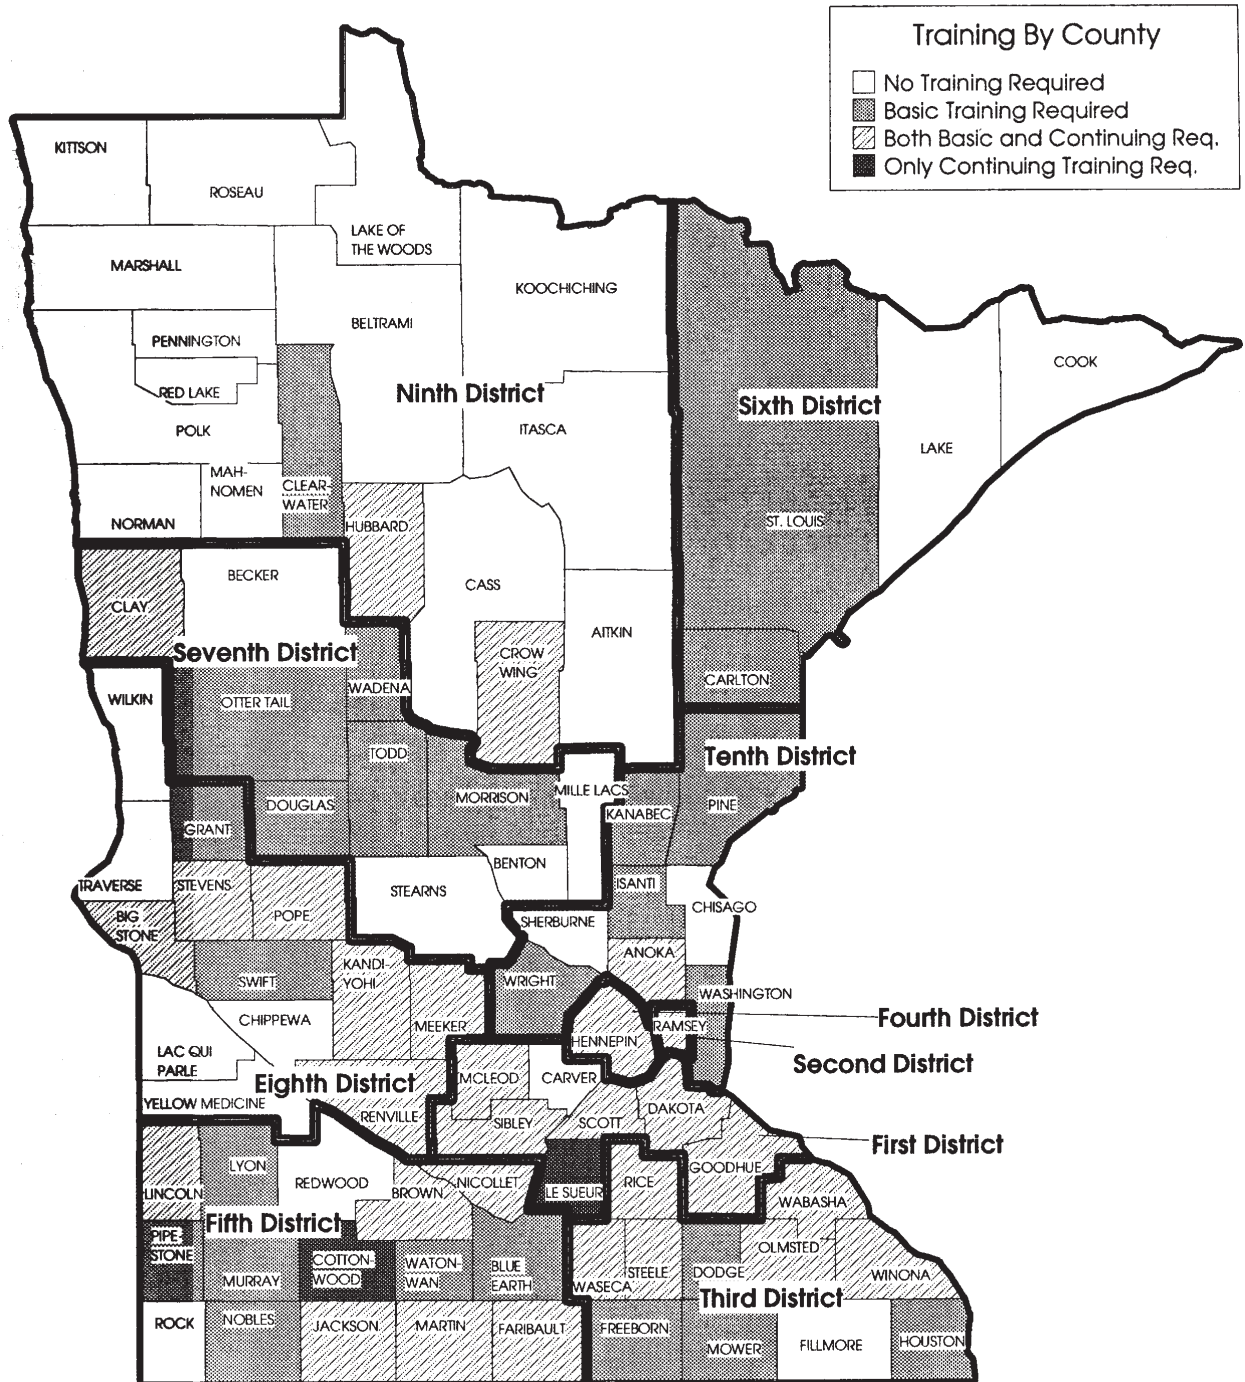 Training By County
No Training Required
Basic Training Required
Both Basic and Continuing Req.
Only Continuing Training Req.
KITTSON
ROSEAU
LAKE OF
THE WOODS
MARSHALL
KOOCHICHING
BELTRAMI
PENNINGTON
RED LAKE
POLK
COOK
Ninth District
Sixth District
ITASCA
LAKE
MAH-
NOMEN
CLEAR-
WATER
NORMAN
HUBBARD
ST. LOUIS
BECKER
CASS
CLAY
AITKIN
Seventh District
CROW
WING
WILKIN
OTTER TAIL
WADENA
CARLTON
TODD
Tenth District
DOUGLAS
MORRISON
MILLE LACS
KANABEC
PINE
GRANT
BENTON
TRAVERSE
STEVENS
STEARNS
ISANTI
CHISAGO
BIG
STONE
POPE
SHERBURNE
ANOKA
SWIFT
KANDI-
YOHI
WRIGHT
WASHINGTON
CHIPPEWA
MEEKER
HENNEPIN
RAMSEY
Fourth District
Second District
LAC QUI
PARLE
Eighth District
MCLEOD
CARVER
YELLOW MEDICINE
RENVILLE
SIBLEY
SCOTT
DAKOTA
First District
LYON
GOODHUE
LINCOLN
REDWOOD
BROWN
NICOLLET
LE SUEUR
RICE
WABASHA
Fifth District
PIPE-
STONE
COTTON-
WOOD
WATON-
WAN
BLUE
EARTH
OLMSTED
MURRAY
WASECA
STEELE
DODGE
WINONA
Third District
ROCK
NOBLES
JACKSON
MARTIN
FARIBAULT
FREEBORN
MOWER
FILLMORE
HOUSTON